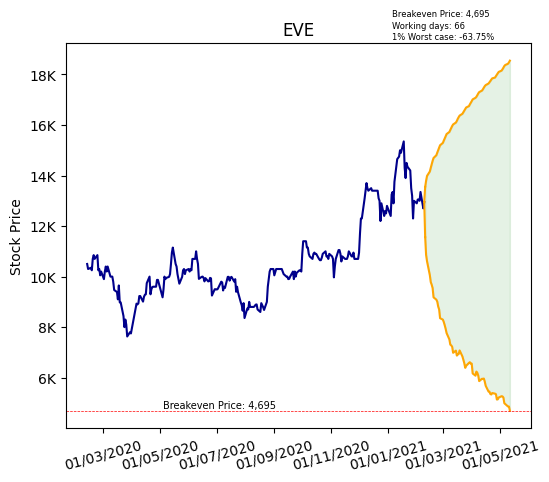 Breakeven Price: 4,695
Working days: 66
1% Worst case: -63.75%
EVE
Stock Price
18K
16K
14K
12K
10K
8K
6K
Breakeven Price: 4,695
01/03/2020
01/05/2020
01/07/2020
01/09/2020
01/11/2020
01/01/2021
01/03/2021
01/05/2021